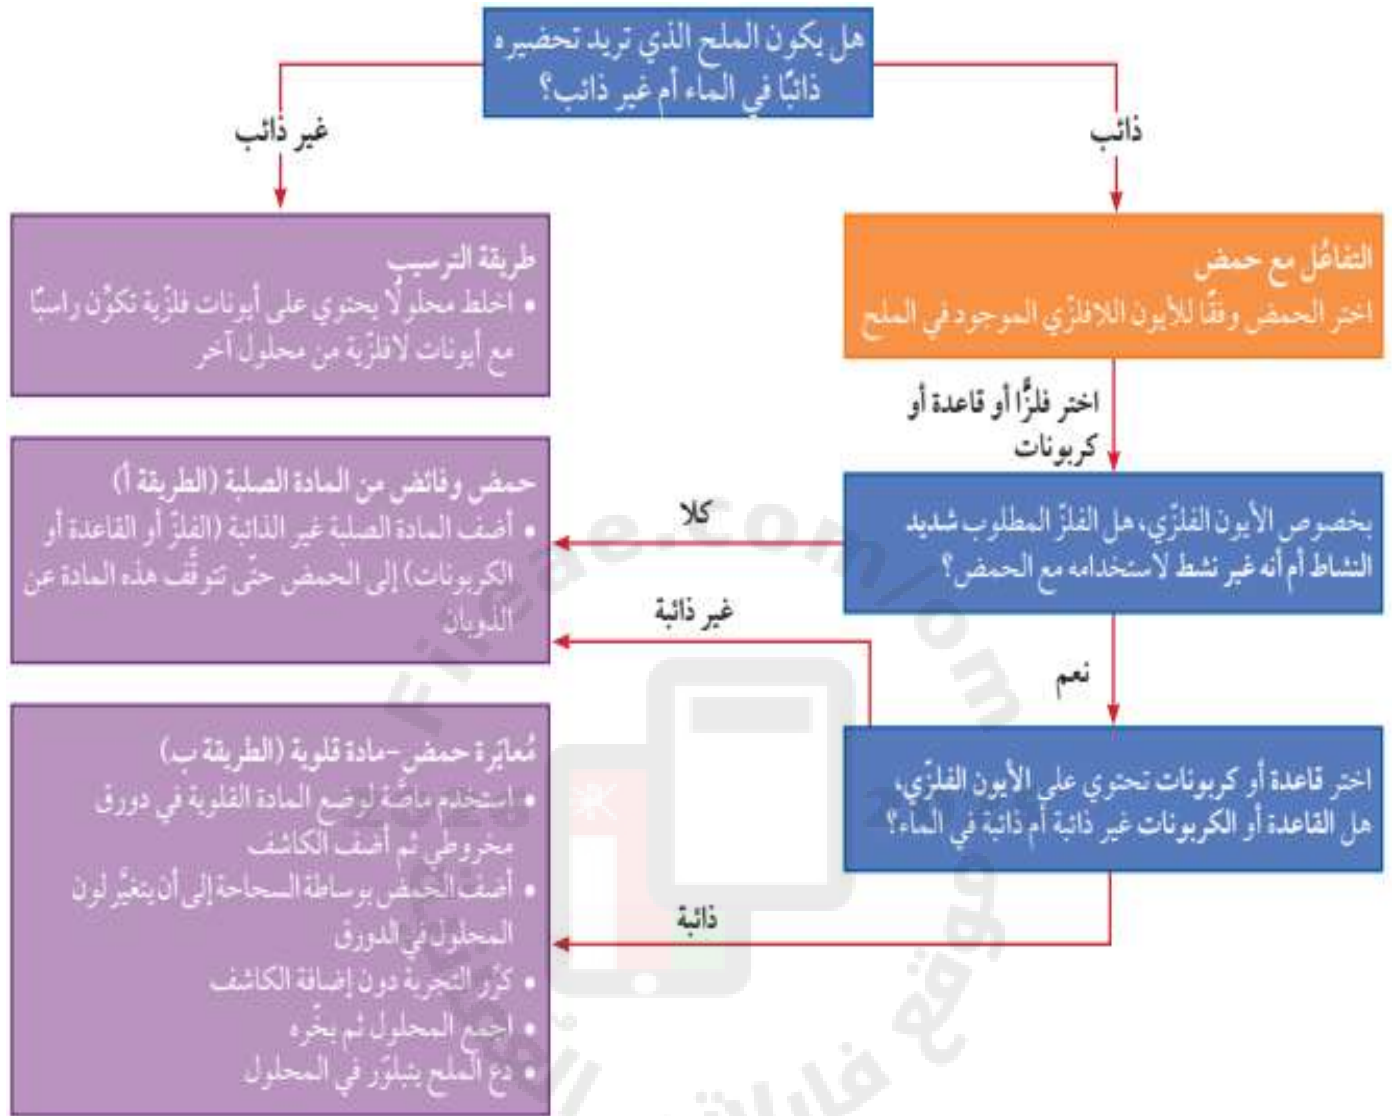 هل يكون الملح الذي تريد تحضيره
ذائبًا في الماء أم غير ذائب؟
ذائب
غير ذائب
التفاعُل مع حمض
اختر الحمض وفقًا للأيون اللافلزّي الموجود في الملح
طريقة الترسيب
• اخلط محلولًا يحتوي على أيونات فلزّية تكوِّن راسبًا
مع أيونات لافلزّية من محلول آخر
اختر فلزًّا أو قاعدة أو
كربونات
بخصوص الأيون الفلزّي، هل الفلزّ المطلوب شديد
النشاط أم أنه غير نشط لاستخدامه مع الحمض؟
كلا
حمض وفائض من المادة الصلبة (الطريقة أ)
• أضف المادة الصلبة غير الذائبة (الفلزّ أو القاعدة أو
الكربونات) إلى الحمض حتّى تتوقَّف هذه المادة عن
الذوبان
غير ذائبة
نعم
اختر قاعدة أو كربونات تحتوي على الأيون الفلزّي،
هل القاعدة أو الكربونات غير ذائبة أم ذائبة في الماء؟
ذائبة
مُعايَرة حمض-مادة قلوية (الطريقة ب)
• استخدم ماصَّة لوضع المادة القلوية في دورق
مخروطي ثم أضف الكاشف
• أضف الحمض بوساطة السحاحة إلى أن يتغيَّر لون
المحلول في الدورق
• كرِّر التجربة دون إضافة الكاشف
• اجمع المحلول ثم بخّره
• دع الملح يتبلوَر في المحلول